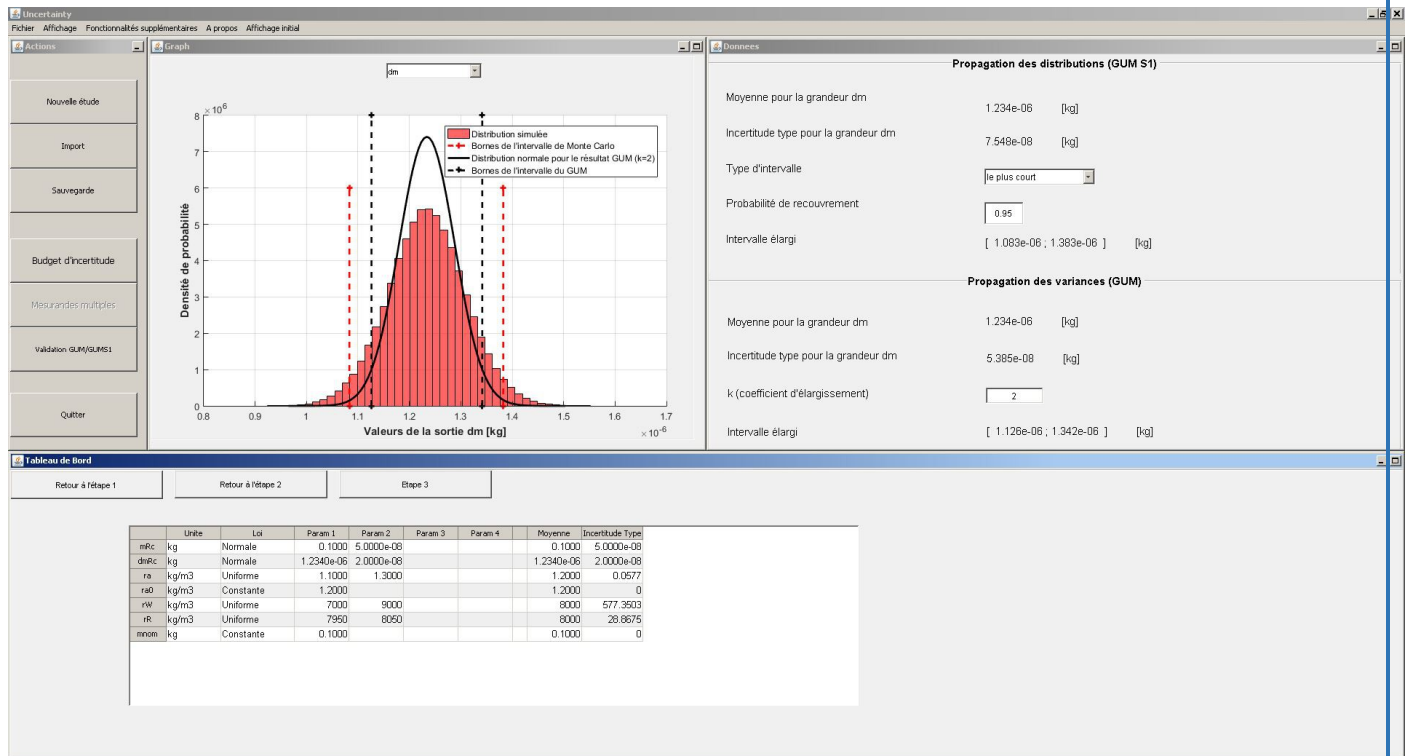 Uncertainty
Fichier Affichage Fonctionnalités supplémentaires A propos Affichage initial
Actions
Nouvelle étude
Import
Sauvegarde
Budget d'incertitude
Mesurandes multiples
Validation GUM/GUMS1
Quitter
Graph
dm
×10^6
8
7
6
5
4
3
2
1
0
Densité de probabilité
Distribution simulée
Bornes de l'intervalle de Monte Carlo
Distribution normale pour le résultat GUM (k=2)
Bornes de l'intervalle du GUM
0.8 0.9 1 1.1 1.2 1.3 1.4 1.5 1.6 1.7
Valeurs de la sortie dm [kg]
×10^-6
Donnees
Propagation des distributions (GUM S1)
Moyenne pour la grandeur dm 1.234e-06 [kg]
Incertitude type pour la grandeur dm 7.548e-08 [kg]
Type d'intervalle le plus court
Probabilité de recouvrement 0.95
Intervalle élargi [ 1.083e-06 ; 1.383e-06 ] [kg]
Propagation des variances (GUM)
Moyenne pour la grandeur dm 1.234e-06 [kg]
Incertitude type pour la grandeur dm 5.385e-08 [kg]
k (coefficient d'élargissement) 2
Intervalle élargi [ 1.126e-06 ; 1.342e-06 ] [kg]
Tableau de Bord
Retour à l'étape 1 Retour à l'étape 2 Etape 3
Unite Loi Param 1 Param 2 Param 3 Param 4 Moyenne Incertitude Type
mRc kg Normale 0.1000 5.0000e-08 0.1000 5.0000e-08
dmRc kg Normale 1.2340e-06 2.0000e-08 1.2340e-06 2.0000e-08
ra kg/m3 Uniforme 1.1000 1.3000 1.2000 0.0577
ra0 kg/m3 Constante 1.2000 1.2000 0
rW kg/m3 Uniforme 7000 9000 8000 577.3503
rR kg/m3 Uniforme 7950 8050 8000 28.8675
mnom kg Constante 0.1000 0.1000 0